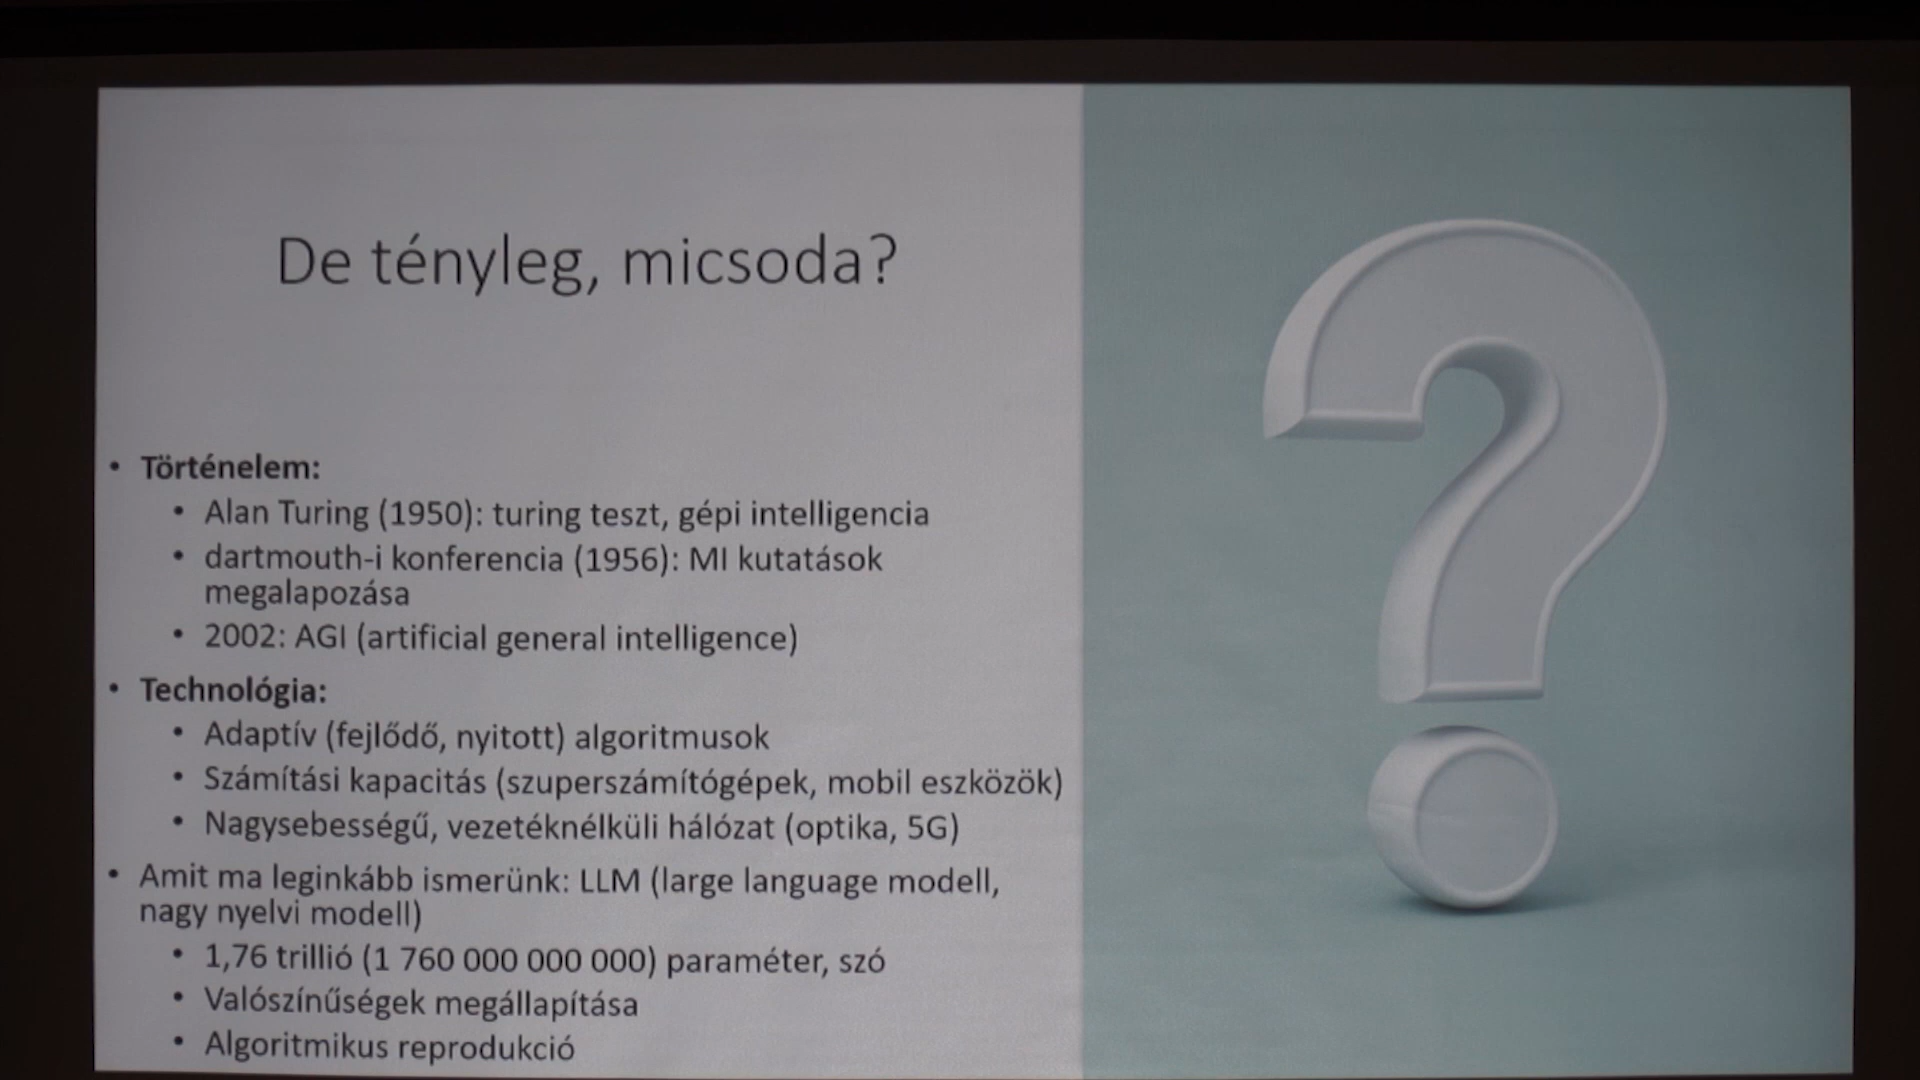 De tényleg, micsoda?
• Történelem:
• Alan Turing (1950): turing teszt, gépi intelligencia
• dartmouth-i konferencia (1956): MI kutatások
megalapozása
• 2002: AGI (artificial general intelligence)
• Technológia:
• Adaptív (fejlődő, nyitott) algoritmusok
• Számítási kapacitás (szuperszámítógépek, mobil eszközök)
• Nagysebességű, vezetéknélküli hálózat (optika, 5G)
• Amit ma leginkább ismerünk: LLM (large language modell,
nagy nyelvi modell)
• 1,76 trillió (1 760 000 000 000) paraméter, szó
• Valószínűségek megállapítása
• Algoritmikus reprodukció